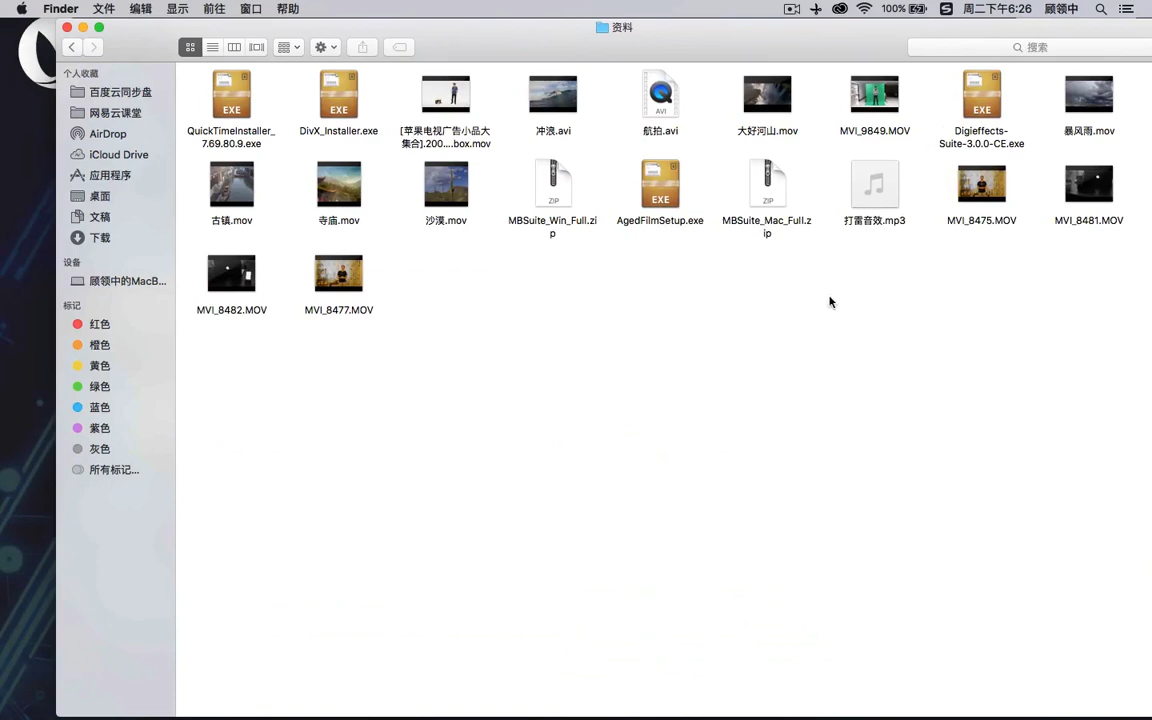 Finder 文件 编辑 显示 前往 窗口 帮助 100% 周二下午6:26 顾领中
资料
搜索
个人收藏
百度云同步盘
网易云课堂
AirDrop
iCloud Drive
应用程序
桌面
文稿
下载
设备
顾领中的MacB...
标记
红色
橙色
黄色
绿色
蓝色
紫色
灰色
所有标记...
EXE EXE AVI EXE
QuickTimeInstaller_ DivX_Installer.exe [苹果电视广告小品大 冲浪.avi 航拍.avi 大好河山.mov MVI_9849.MOV Digieffects- 暴风雨.mov
7.69.80.9.exe 集合].200....box.mov Suite-3.0.0-CE.exe
ZIP EXE ZIP
古镇.mov 寺庙.mov 沙漠.mov MBSuite_Win_Full.zi AgedFilmSetup.exe MBSuite_Mac_Full.z 打雷音效.mp3 MVI_8475.MOV MVI_8481.MOV
p ip
MVI_8482.MOV MVI_8477.MOV